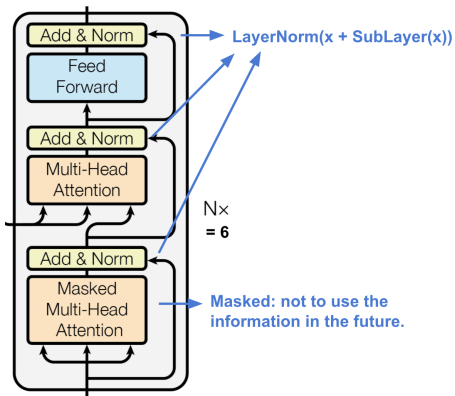 Add & Norm
LayerNorm(x + SubLayer(x))
Feed
Forward
Add & Norm
Multi-Head
Attention
N×
= 6
Add & Norm
Masked
Multi-Head
Attention
Masked: not to use the
information in the future.